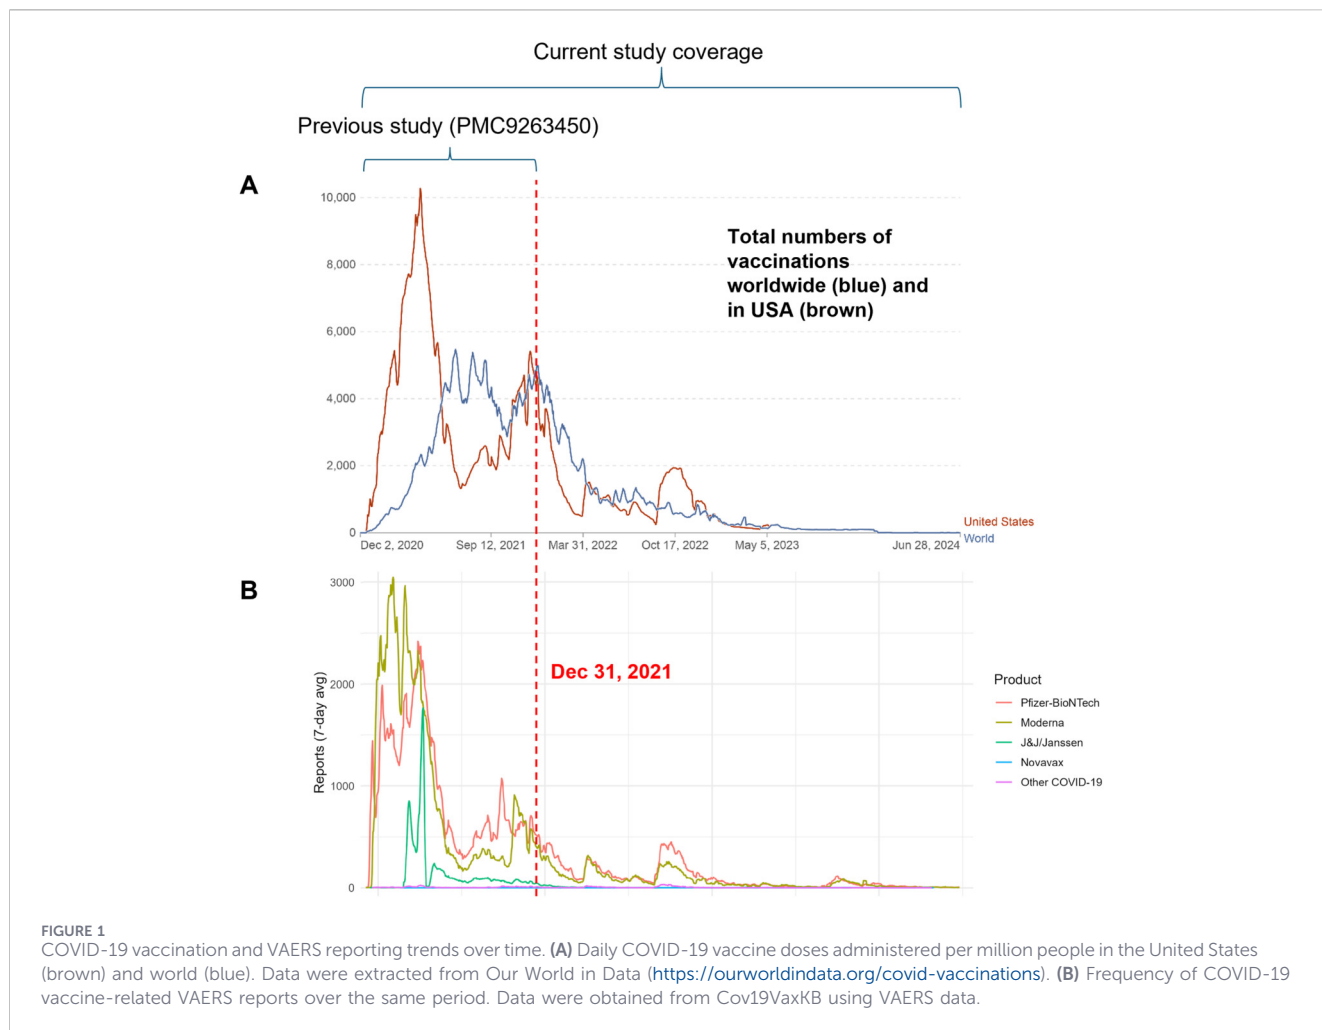 Current study coverage
Previous study (PMC9263450)
A
10,000
8,000
6,000
4,000
2,000
0
Total numbers of
vaccinations
worldwide (blue) and
in USA (brown)
United States
World
Dec 2, 2020
Sep 12, 2021
Mar 31, 2022
Oct 17, 2022
May 5, 2023
Jun 28, 2024
B
3000
2000
1000
0
Reports (7-day avg)
Dec 31, 2021
Product
Pfizer-BioNTech
Moderna
J&J/Janssen
Novavax
Other COVID-19
FIGURE 1
COVID-19 vaccination and VAERS reporting trends over time. (A) Daily COVID-19 vaccine doses administered per million people in the United States
(brown) and world (blue). Data were extracted from Our World in Data (https://ourworldindata.org/covid-vaccinations). (B) Frequency of COVID-19
vaccine-related VAERS reports over the same period. Data were obtained from Cov19VaxKB using VAERS data.